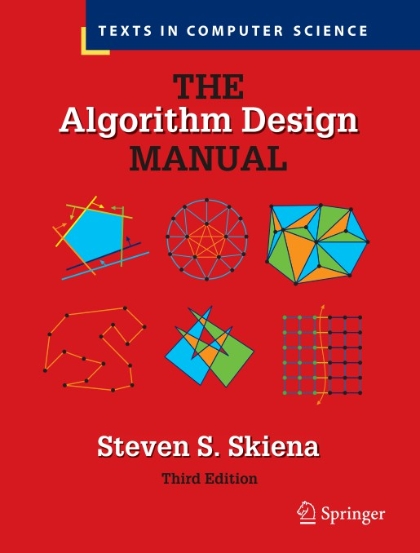 TEXTS IN COMPUTER SCIENCE
THE
Algorithm Design
MANUAL
Steven S. Skiena
Third Edition
Springer